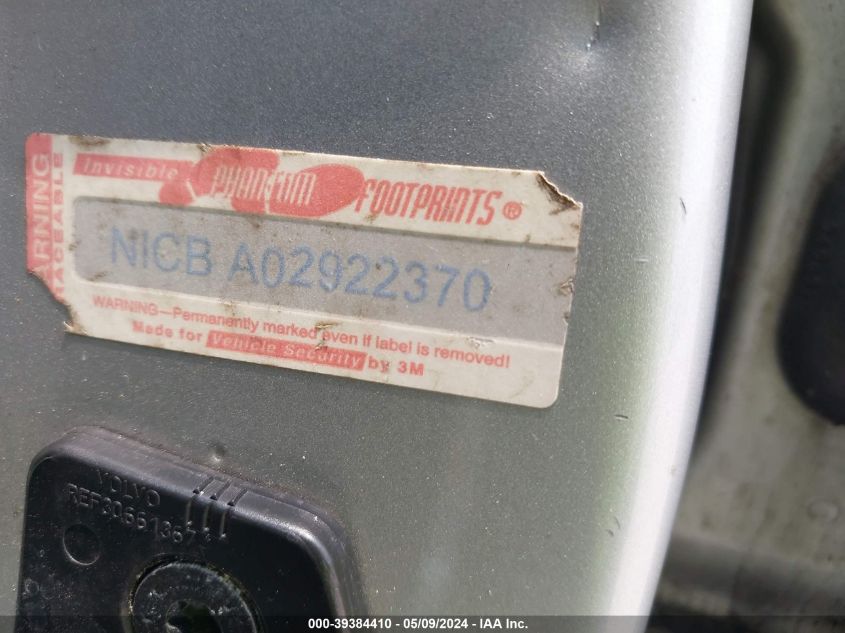 WARNING
TRACEABLE
Invisible PHANTOM FOOTPRINTS®
NICB A02922370
WARNING—Permanently marked even if label is removed!
Made for Vehicle Security by 3M
VOLVO
000-39384410 - 05/09/2024 - IAA Inc.